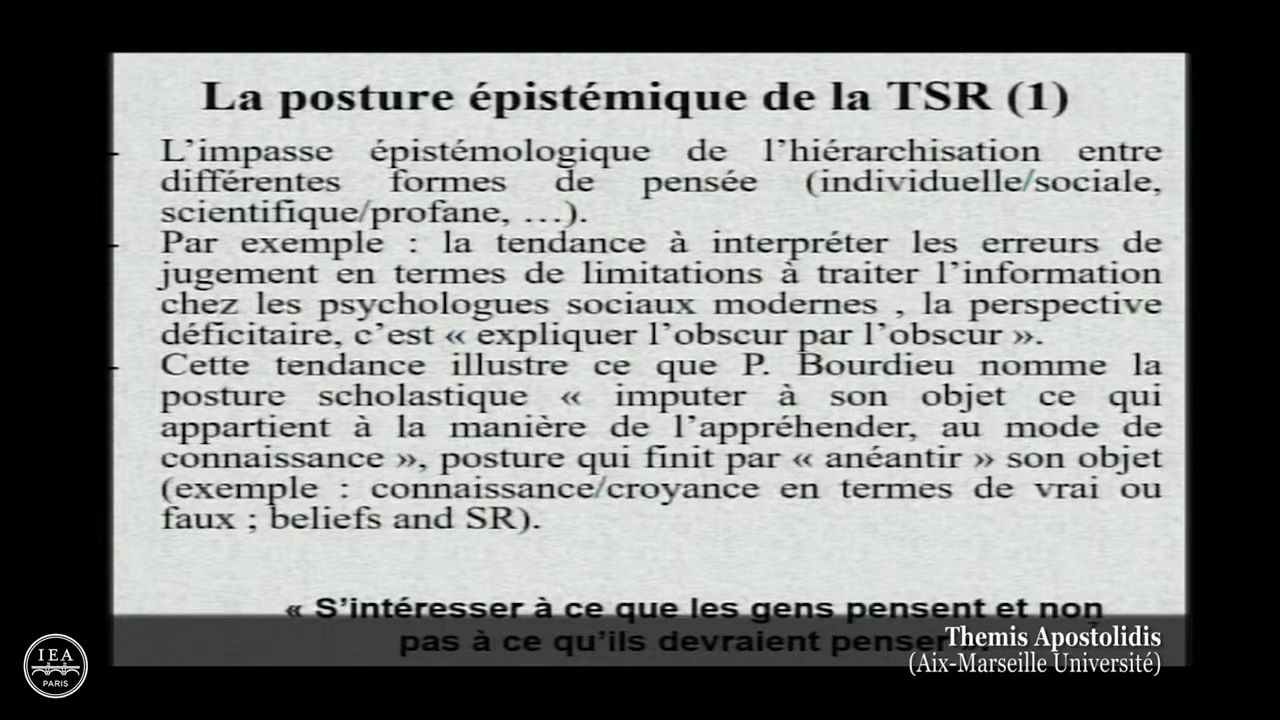 La posture épistémique de la TSR (1)
- L’impasse épistémologique de l’hiérarchisation entre
différentes formes de pensée (individuelle/sociale,
scientifique/profane, …).
- Par exemple : la tendance à interpréter les erreurs de
jugement en termes de limitations à traiter l’information
chez les psychologues sociaux modernes , la perspective
déficitaire, c’est « expliquer l’obscur par l’obscur ».
- Cette tendance illustre ce que P. Bourdieu nomme la
posture scholastique « imputer à son objet ce qui
appartient à la manière de l’appréhender, au mode de
connaissance », posture qui finit par « anéantir » son objet
(exemple : connaissance/croyance en termes de vrai ou
faux ; beliefs and SR).
« S’intéresser à ce que les gens pensent et non
pas à ce qu’ils devraient penser
Themis Apostolidis
(Aix-Marseille Université)
IEA
PARIS